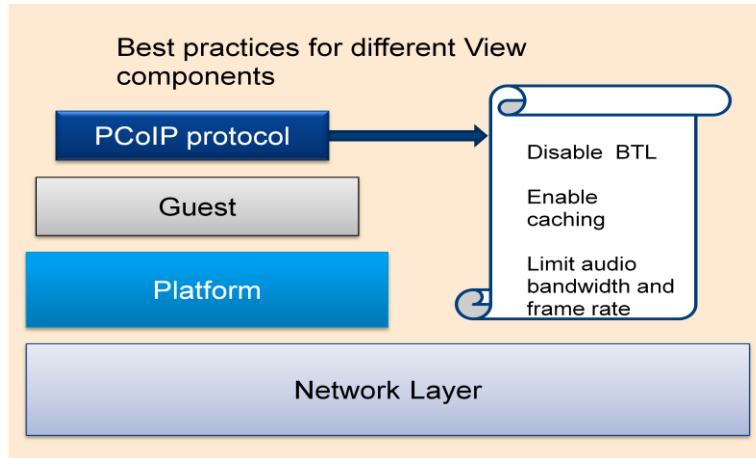 Best practices for different View
components
PCoIP protocol
Disable BTL
Enable
caching
Limit audio
bandwidth and
frame rate
Guest
Platform
Network Layer